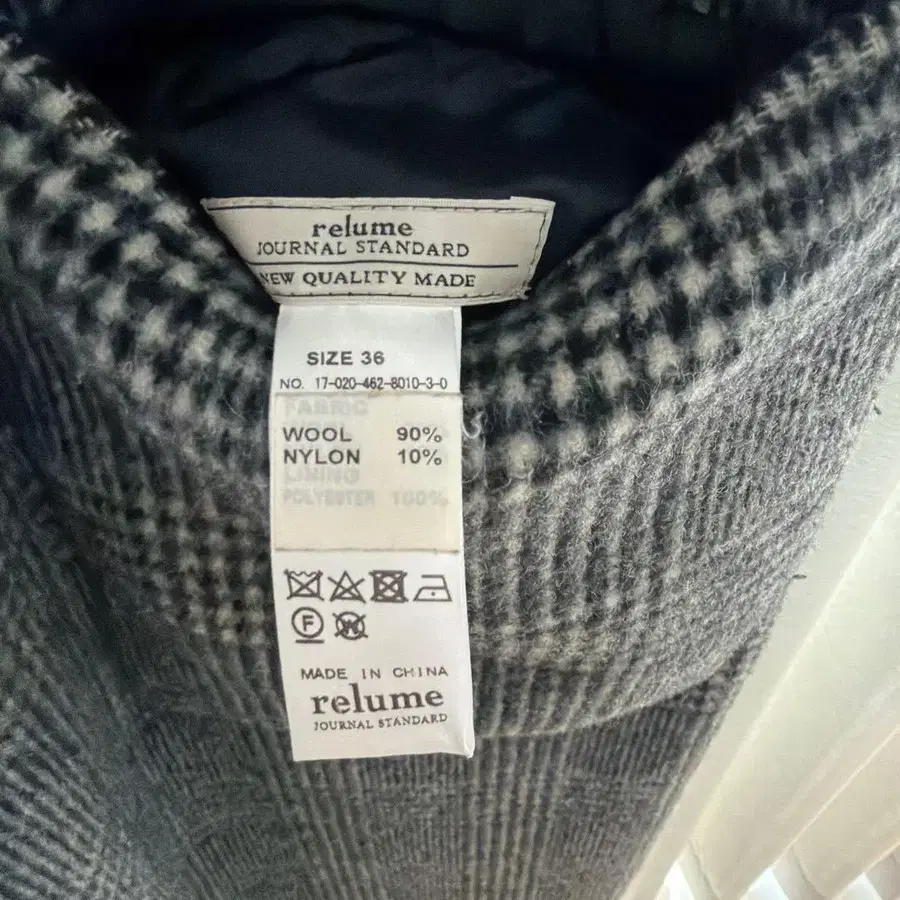 relume
JOURNAL STANDARD
NEW QUALITY MADE
SIZE 36
NO. 17-020-462-8010-3-0
FABRIC
WOOL 90%
NYLON 10%
LINING
POLYESTER 100%
F
W
MADE IN CHINA
relume
JOURNAL STANDARD